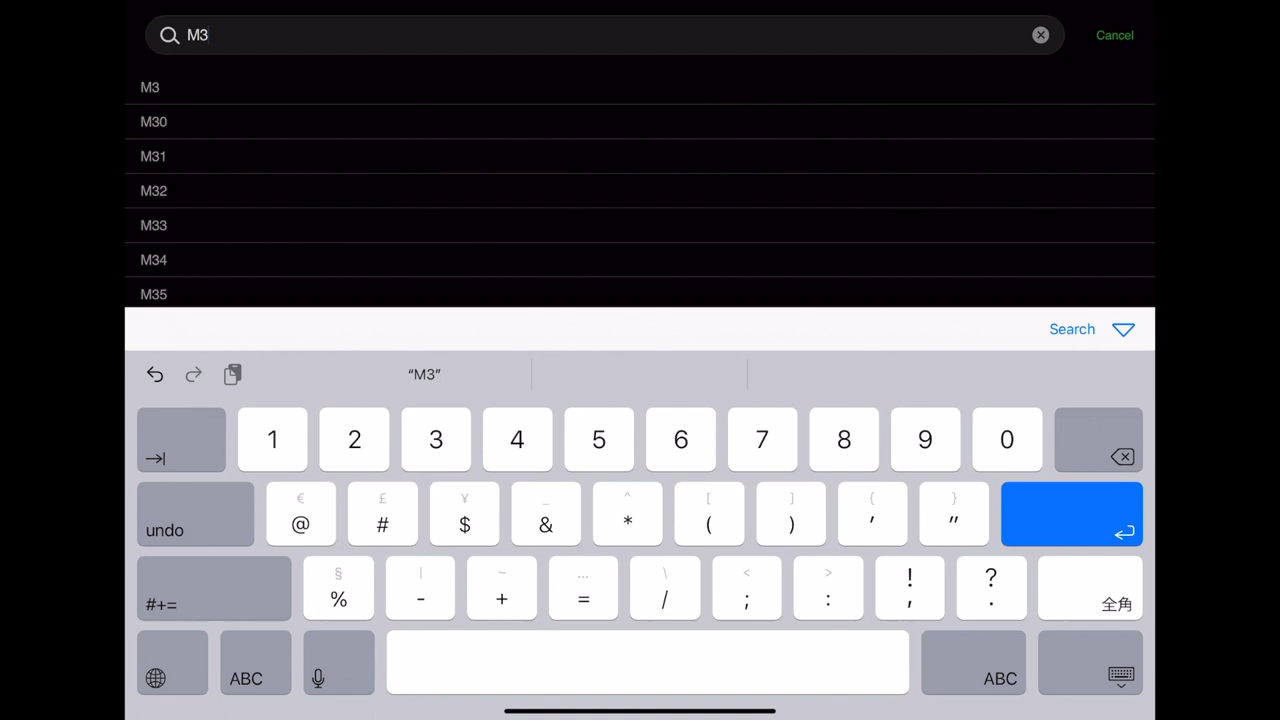 M3
Cancel
M3
M30
M31
M32
M33
M34
M35
Search
“M3”
1 2 3 4 5 6 7 8 9 0
undo
€ £ ¥ _ ^ [ ] { }
@ # $ & * ( ) ' "
#+=
§ | ~ … \ < > ! ?
% - + = / ; : , .
全角
ABC
ABC